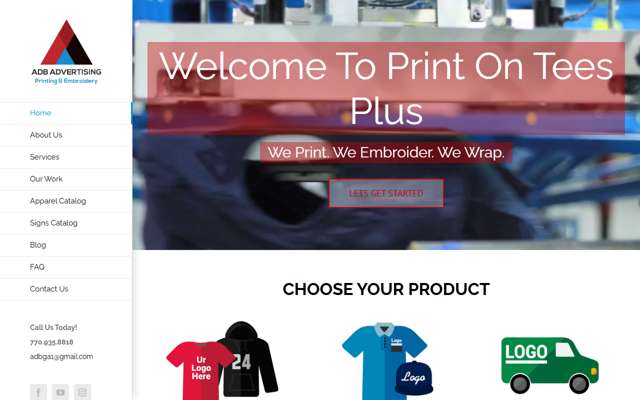 ADB ADVERTISING
Printing & Embroidery
Home
About Us
Services
Our Work
Apparel Catalog
Signs Catalog
Blog
FAQ
Contact Us
Call Us Today!
770.935.8818
adbga1@gmail.com
Welcome To Print On Tees
Plus
We Print. We Embroider. We Wrap.
LETS GET STARTED
CHOOSE YOUR PRODUCT
Ur
Logo
Here
24
Logo
Logo
LOGO